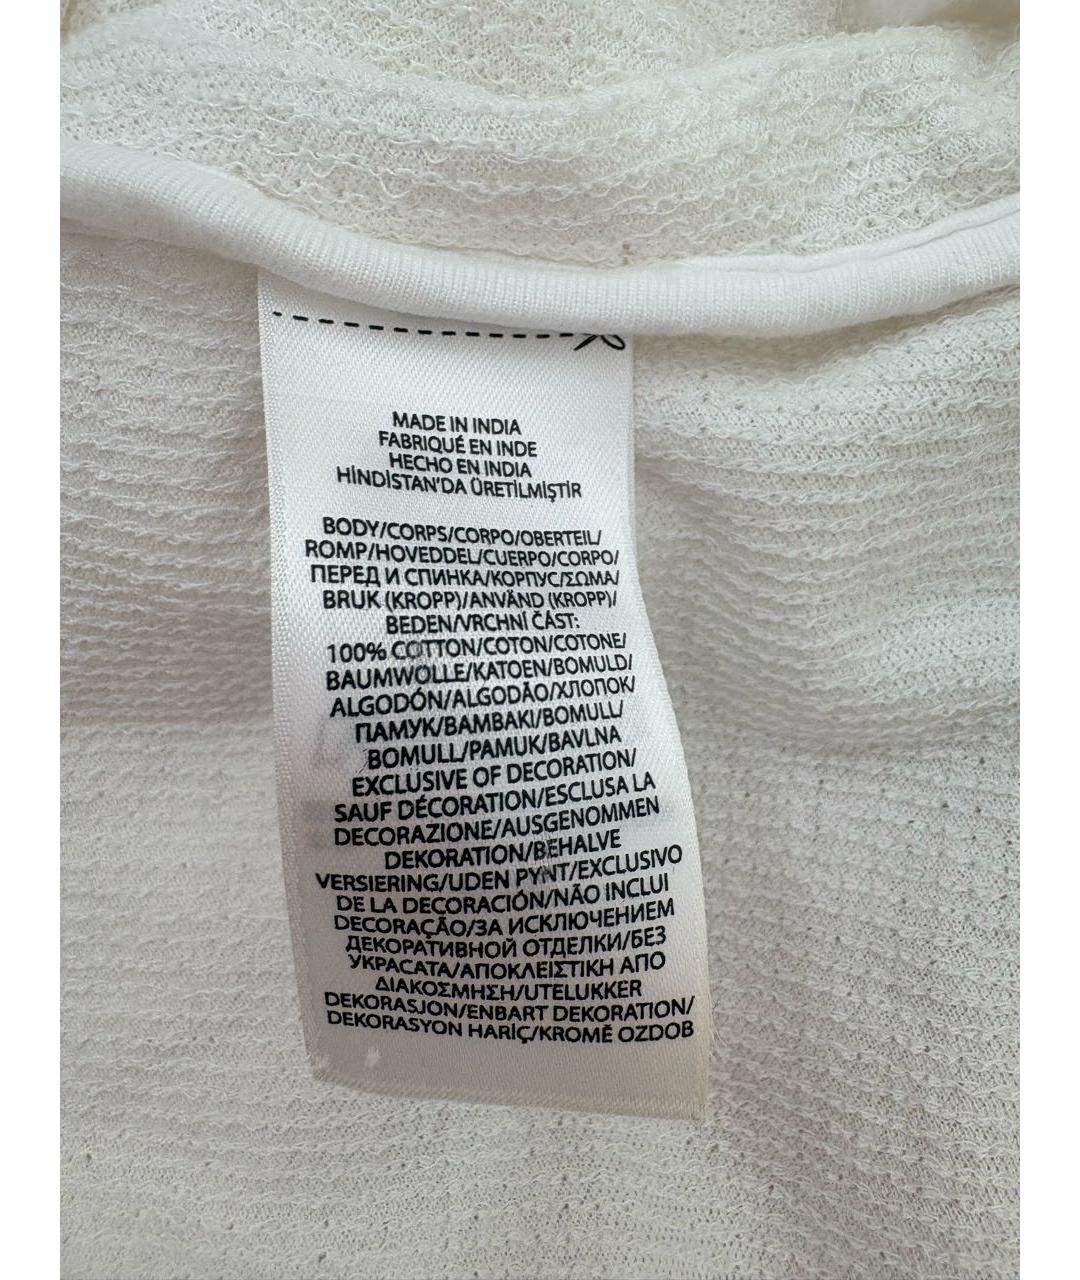 MADE IN INDIA
FABRIQUÉ EN INDE
HECHO EN INDIA
HİNDİSTAN'DA ÜRETİLMİŞTİR
BODY/CORPS/CORPO/OBERTEIL/
ROMP/HOVEDDEL/CUERPO/CORPO/
ПЕРЕД И СПИНКА/КОРПУС/ΣΩΜΑ/
BRUK (KROPP)/ANVÄND (KROPP)/
BEDEN/VRCHNÍ ČÁST:
100% COTTON/COTON/COTONE/
BAUMWOLLE/KATOEN/BOMULD/
ALGODÓN/ALGODÃO/ХЛОПОК/
ПАМУК/BAMBAKI/BOMULL/
BOMULL/PAMUK/BAVLNA
EXCLUSIVE OF DECORATION/
SAUF DÉCORATION/ESCLUSA LA
DECORAZIONE/AUSGENOMMEN
DEKORATION/BEHALVE
VERSIERING/UDEN PYNT/EXCLUSIVO
DE LA DECORACIÓN/NÃO INCLUI
DECORAÇÃO/ЗА ИСКЛЮЧЕНИЕМ
ДЕКОРАТИВНОЙ ОТДЕЛКИ/БЕЗ
УКРАСАТА/ΑΠΟΚΛΕΙΣΤΙΚΗ ΑΠΟ
ΔΙΑΚΟΣΜΗΣΗ/UTELUKKER
DEKORASJON/ENBART DEKORATION/
DEKORASYON HARİÇ/KROMĚ OZDOB